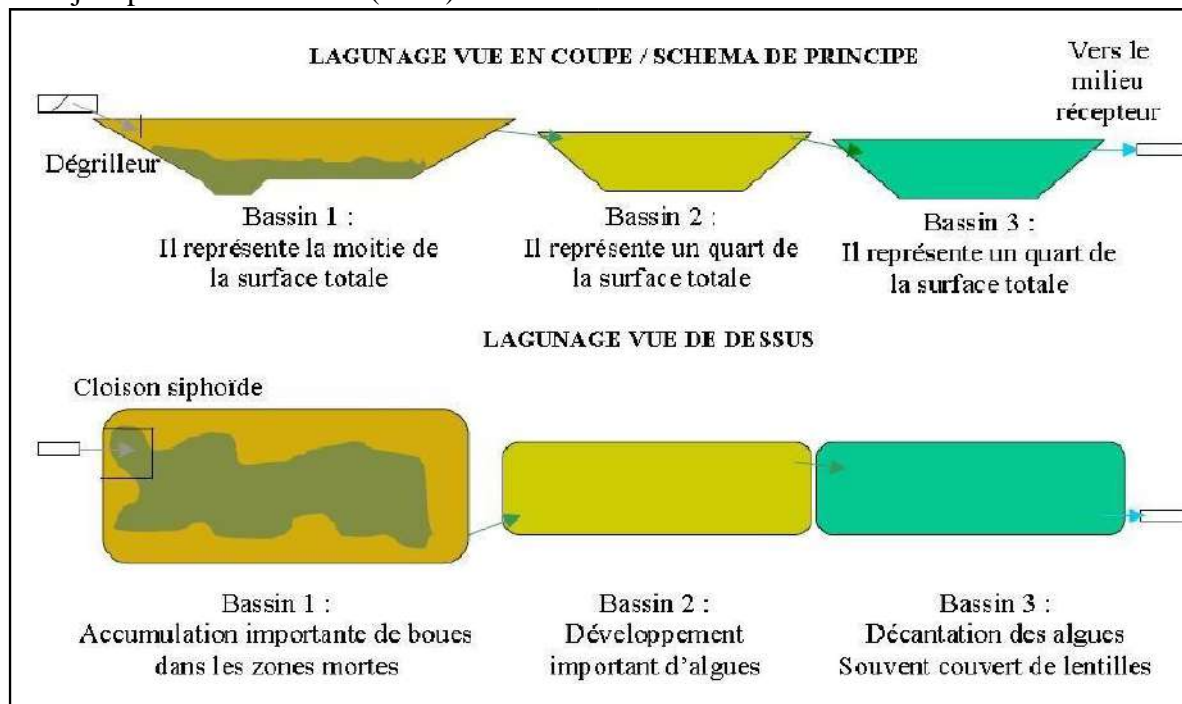 LAGUNAGE VUE EN COUPE / SCHEMA DE PRINCIPE
Vers le
milieu
récepteur
Dégrilleur
Bassin 1 :
Il représente la moitie de
la surface totale
Bassin 2 :
Il représente un quart de
la surface totale
Bassin 3 :
Il représente un quart de
la surface totale
LAGUNAGE VUE DE DESSUS
Cloison siphoïde
Bassin 1 :
Accumulation importante de boues
dans les zones mortes
Bassin 2 :
Développement
important d'algues
Bassin 3 :
Décantation des algues
Souvent couvert de lentilles